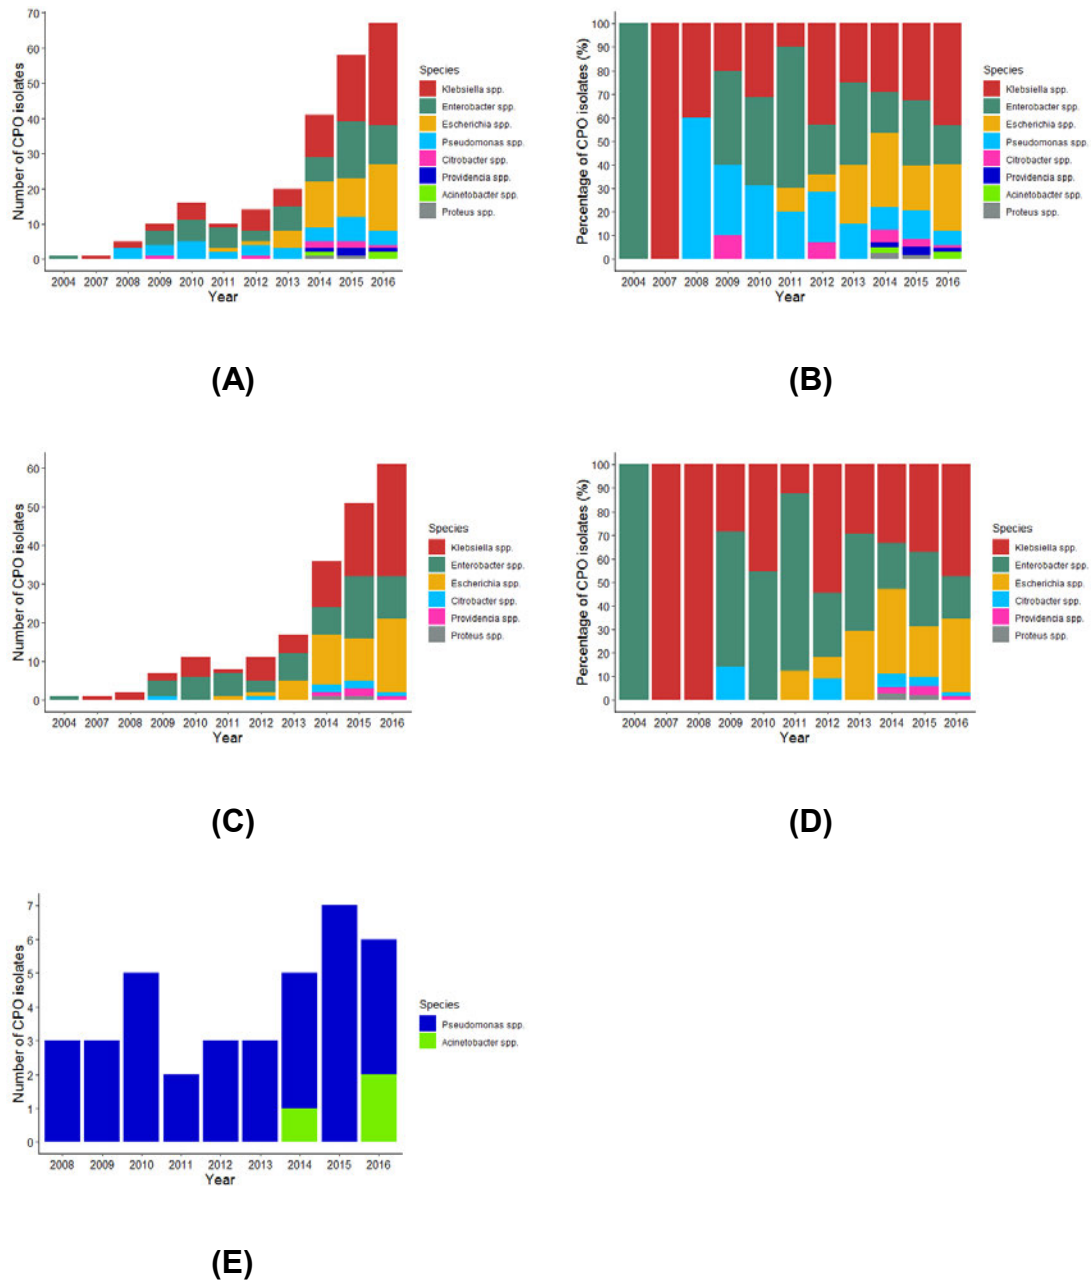 70
60
50
40
30
20
10
0
Number of CPO isolates
2004 2007 2008 2009 2010 2011 2012 2013 2014 2015 2016
Year
Species
Klebsiella spp.
Enterobacter spp.
Escherichia spp.
Pseudomonas spp.
Citrobacter spp.
Providencia spp.
Acinetobacter spp.
Proteus spp.
(A)
100
90
80
70
60
50
40
30
20
10
0
Percentage of CPO isolates (%)
2004 2007 2008 2009 2010 2011 2012 2013 2014 2015 2016
Year
Species
Klebsiella spp.
Enterobacter spp.
Escherichia spp.
Pseudomonas spp.
Citrobacter spp.
Providencia spp.
Acinetobacter spp.
Proteus spp.
(B)
60
50
40
30
20
10
0
Number of CPO isolates
2004 2007 2008 2009 2010 2011 2012 2013 2014 2015 2016
Year
Species
Klebsiella spp.
Enterobacter spp.
Escherichia spp.
Citrobacter spp.
Providencia spp.
Proteus spp.
(C)
100
90
80
70
60
50
40
30
20
10
0
Percentage of CPO isolates (%)
2004 2007 2008 2009 2010 2011 2012 2013 2014 2015 2016
Year
Species
Klebsiella spp.
Enterobacter spp.
Escherichia spp.
Citrobacter spp.
Providencia spp.
Proteus spp.
(D)
7
6
5
4
3
2
1
0
Number of CPO isolates
2008 2009 2010 2011 2012 2013 2014 2015 2016
Year
Species
Pseudomonas spp.
Acinetobacter spp.
(E)